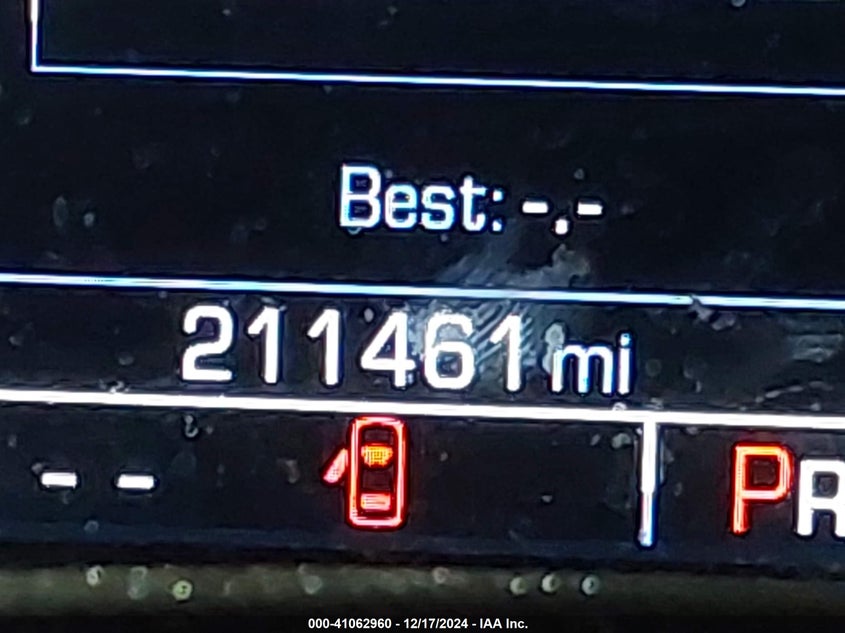 Best: -.-
211461 mi
-- PR
000-41062960 - 12/17/2024 - IAA Inc.